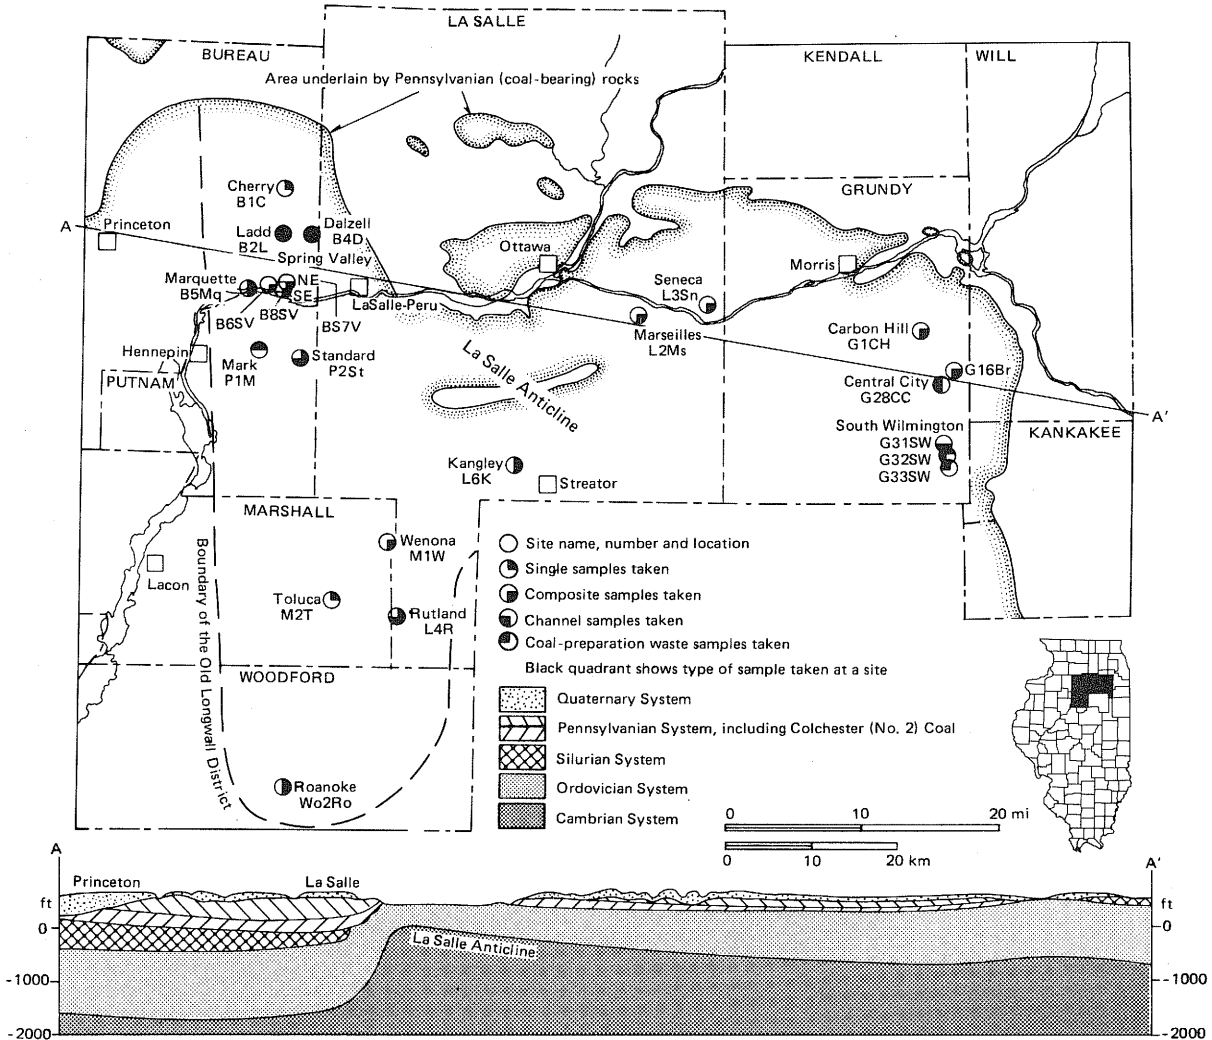 LA SALLE
BUREAU
KENDALL
WILL
Area underlain by Pennsylvanian (coal-bearing) rocks
Cherry
B1C
GRUNDY
A
Princeton
Ladd
B2L
Dalzell
B4D
Spring Valley
Ottawa
Morris
Marquette
B5Mq
NE
SE
B6SV
B8SV
BS7V
LaSalle-Peru
Seneca
L3Sn
Marseilles
L2Ms
Carbon Hill
G1CH
Hennepin
PUTNAM
Mark
P1M
Standard
P2St
La Salle Anticline
G16Br
Central City
G28CC
A'
South Wilmington
G31SW
G32SW
G33SW
KANKAKEE
Kangley
L6K
Streator
MARSHALL
Wenona
M1W
Lacon
Toluca
M2T
Rutland
L4R
Boundary of the Old Longwall District
WOODFORD
Roanoke
Wo2Ro
Site name, number and location
Single samples taken
Composite samples taken
Channel samples taken
Coal-preparation waste samples taken
Black quadrant shows type of sample taken at a site
Quaternary System
Pennsylvanian System, including Colchester (No. 2) Coal
Silurian System
Ordovician System
Cambrian System
0 10 20 mi
0 10 20 km
A A'
Princeton La Salle
ft ft
0 0
La Salle Anticline
-1000 -1000
-2000 -2000